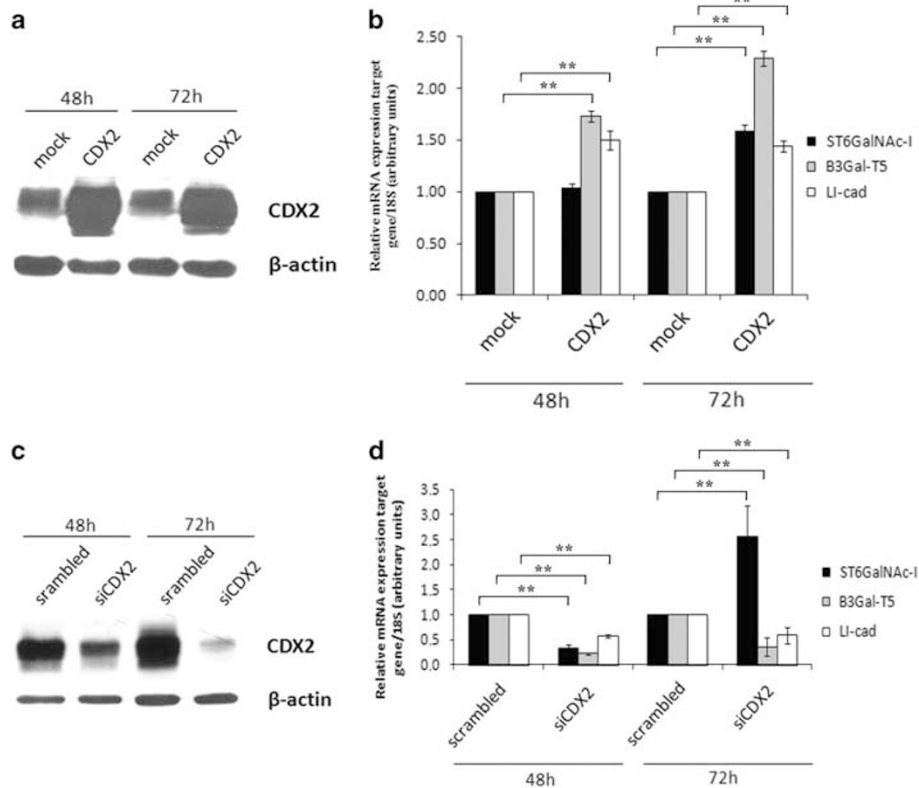 a
48h 72h
mock CDX2 mock CDX2
CDX2
β-actin
b
**
**
**
**
**
2.50
2.00
1.50
1.00
0.50
0.00
Relative mRNA expression target
gene/18S (arbitrary units)
mock CDX2 mock CDX2
48h 72h
ST6GalNAc-I
B3Gal-T5
LI-cad
c
48h 72h
srambled siCDX2 srambled siCDX2
CDX2
β-actin
d
**
**
**
**
**
**
3.5
3.0
2.5
2.0
1.5
1.0
0.5
0.0
Relative mRNA expression target
gene/18S (arbitrary units)
scrambled siCDX2 scrambled siCDX2
48h 72h
ST6GalNAc-I
B3Gal-T5
LI-cad